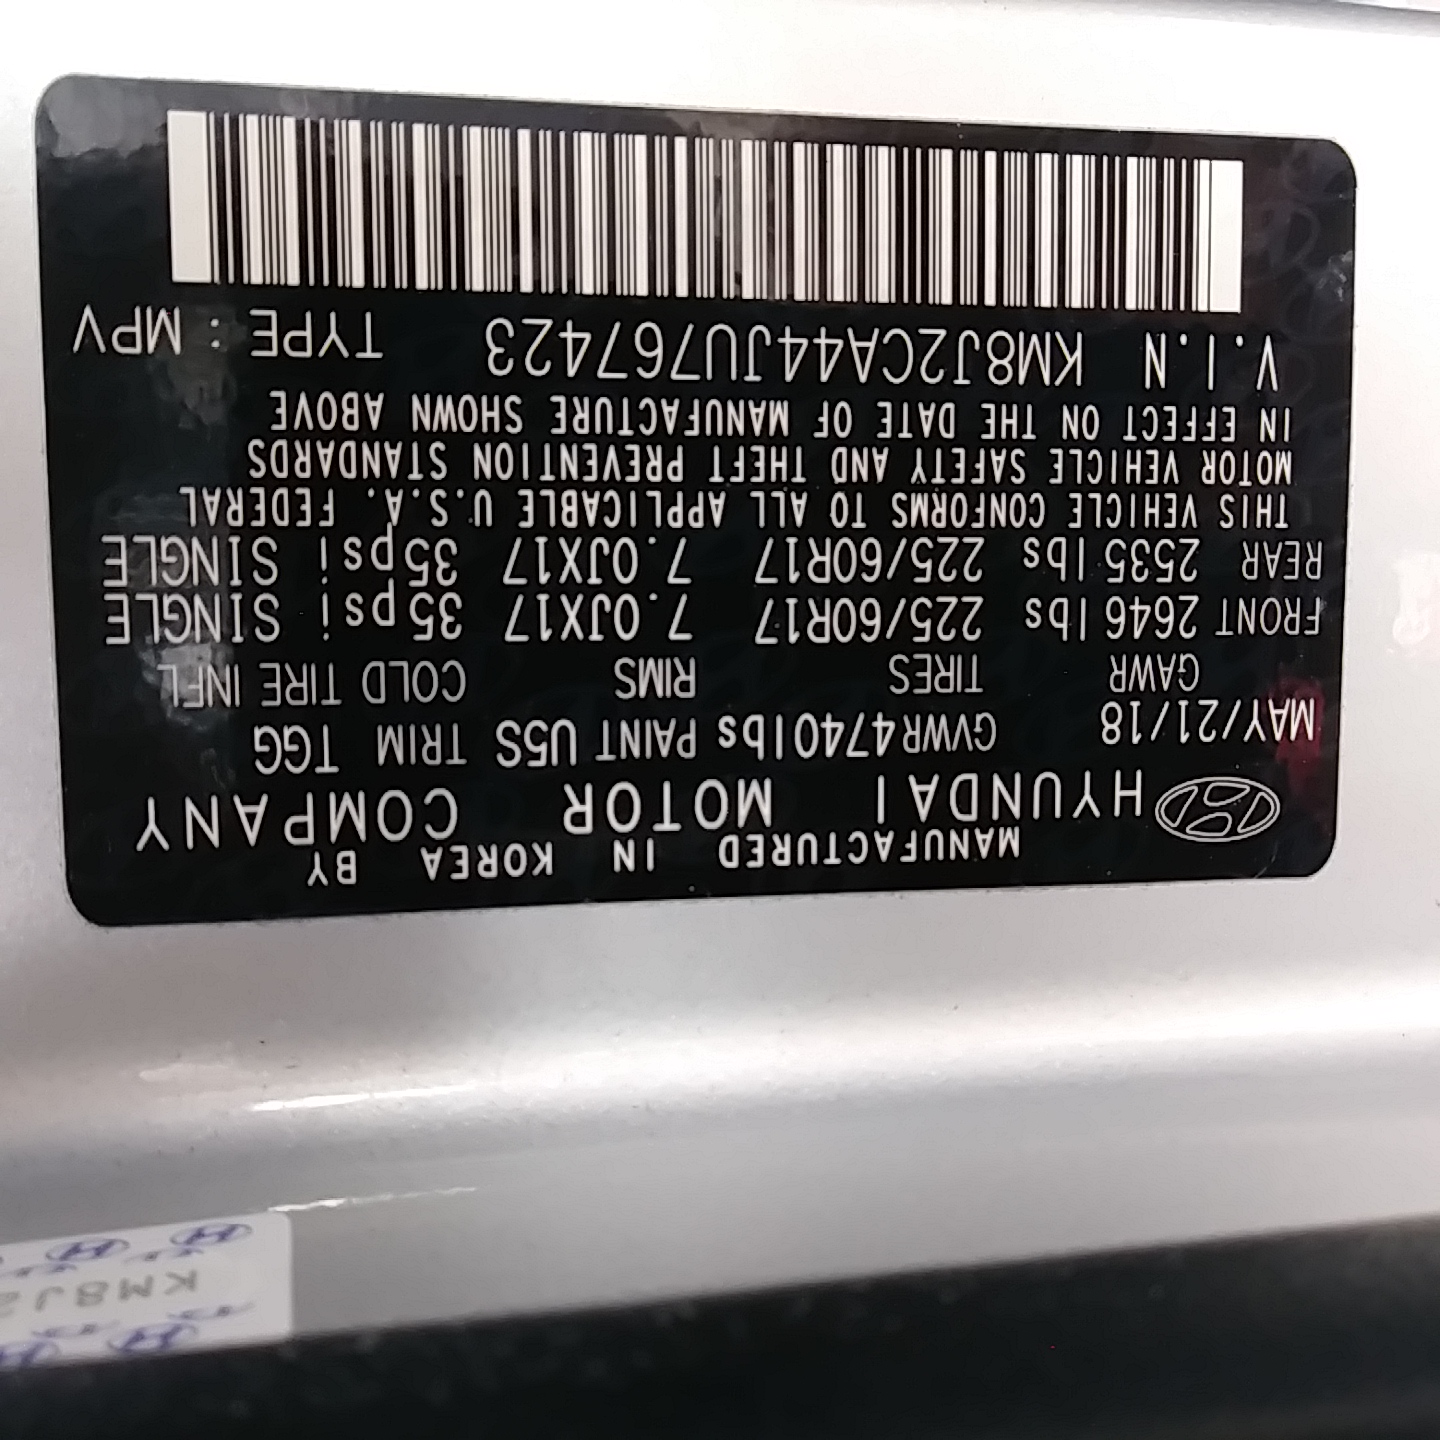 MANUFACTURED IN KOREA BY
HYUNDAI MOTOR COMPANY
MAY/21/18 GVWR4740lbs PAINT U5S TRIM TGG
GAWR TIRES RIMS COLD TIRE INFL
FRONT 2646 lbs 225/60R17 7.0JX17 35psi SINGLE
REAR 2535 lbs 225/60R17 7.0JX17 35psi SINGLE
THIS VEHICLE CONFORMS TO ALL APPLICABLE U.S.A. FEDERAL
MOTOR VEHICLE SAFETY AND THEFT PREVENTION STANDARDS
IN EFFECT ON THE DATE OF MANUFACTURE SHOWN ABOVE
V.I.N KM8J2CA44JU767423 TYPE : MPV
KM8J2